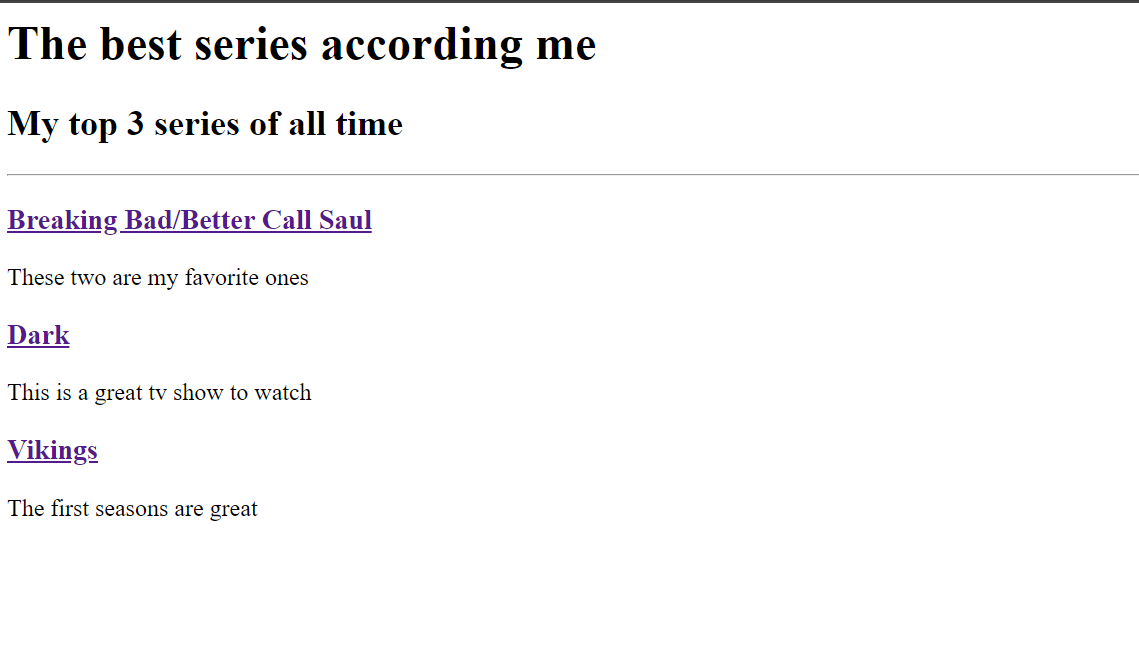 The best series according me
My top 3 series of all time
Breaking Bad/Better Call Saul
These two are my favorite ones
Dark
This is a great tv show to watch
Vikings
The first seasons are great